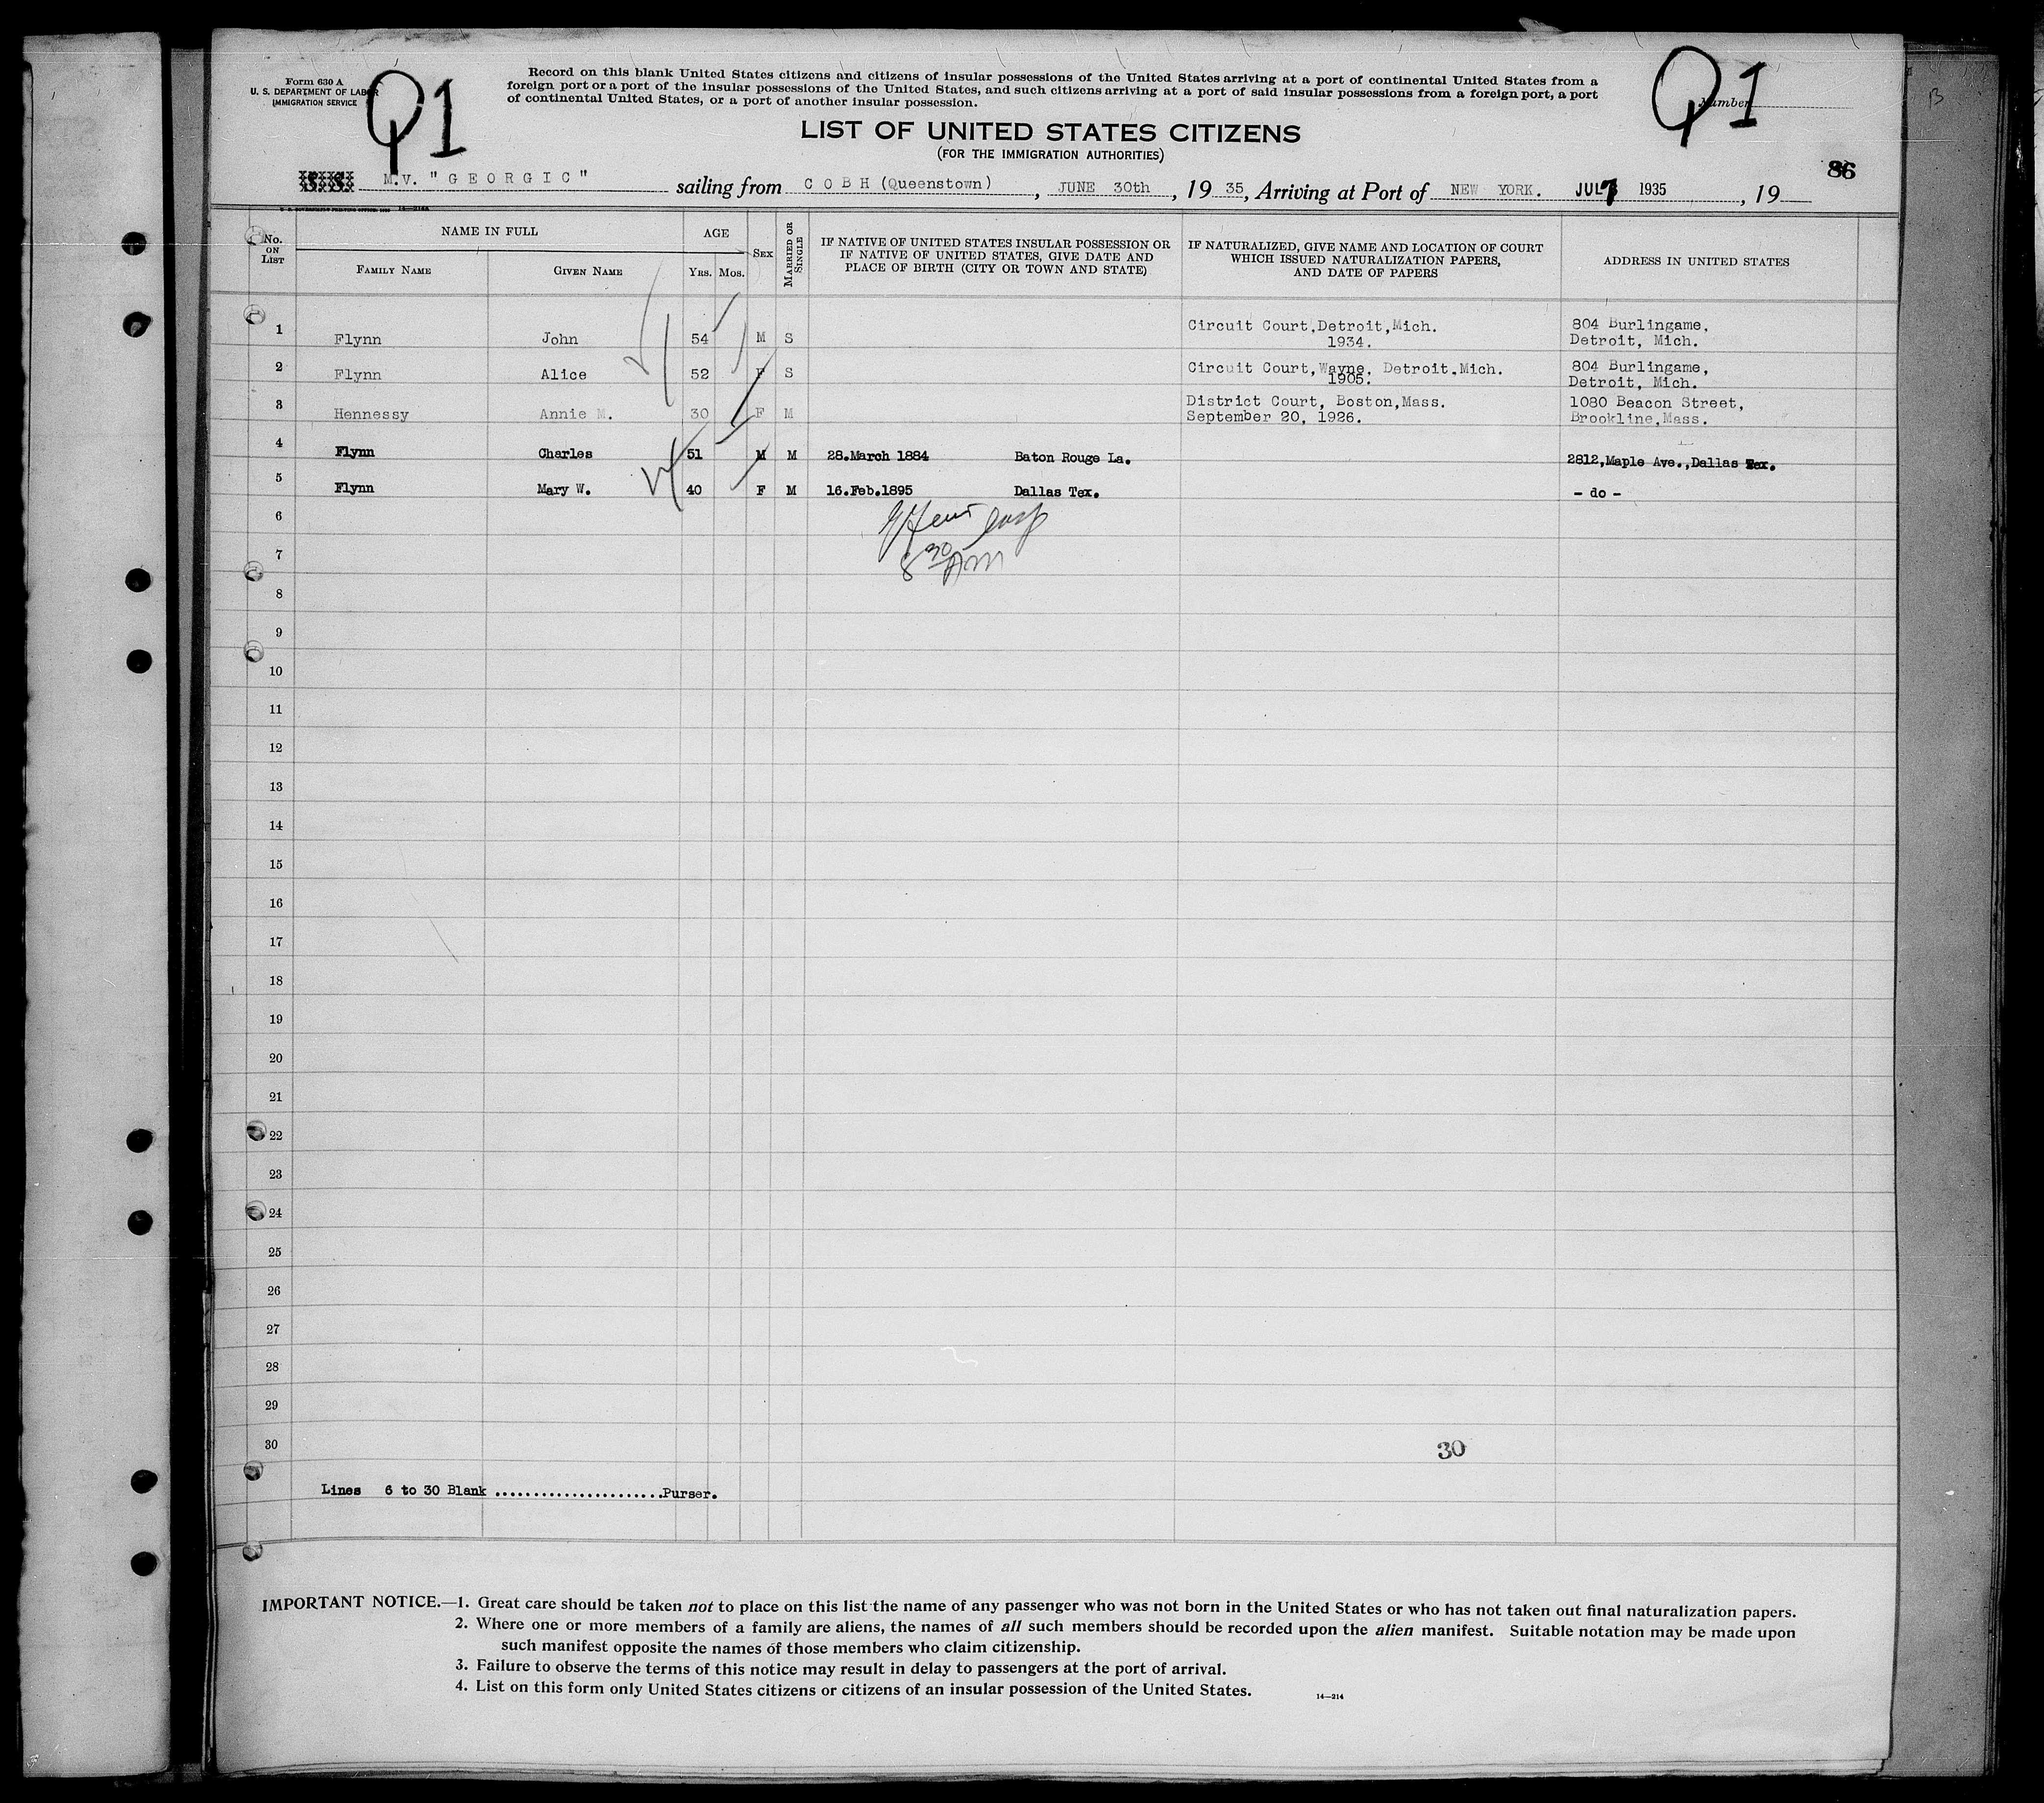 Form 630 A
U. S. DEPARTMENT OF LABOR
IMMIGRATION SERVICE
Q1
Record on this blank United States citizens and citizens of insular possessions of the United States arriving at a port of continental United States from a
foreign port or a port of the insular possessions of the United States, and such citizens arriving at a port of said insular possessions from a foreign port, a port
of continental United States, or a port of another insular possession.
Q1
Number
LIST OF UNITED STATES CITIZENS
(FOR THE IMMIGRATION AUTHORITIES)
86
S. S. M.V. "GEORGIC" sailing from COBH (Queenstown), JUNE 30th, 1935, Arriving at Port of NEW YORK. JUL 1935, 19
No. ON LIST
NAME IN FULL
FAMILY NAME GIVEN NAME
AGE
YRS. MOS.
SEX
MARRIED OR SINGLE
IF NATIVE OF UNITED STATES INSULAR POSSESSION OR
IF NATIVE OF UNITED STATES, GIVE DATE AND
PLACE OF BIRTH (CITY OR TOWN AND STATE)
IF NATURALIZED, GIVE NAME AND LOCATION OF COURT
WHICH ISSUED NATURALIZATION PAPERS,
AND DATE OF PAPERS
ADDRESS IN UNITED STATES
1 Flynn John 54 M S Circuit Court,Detroit,Mich. 1934. 804 Burlingame, Detroit, Mich.
2 Flynn Alice 52 F S Circuit Court,Wayne, Detroit.Mich. 1905. 804 Burlingame, Detroit, Mich.
3 Hennessy Annie M. 30 F M District Court, Boston,Mass. September 20, 1926. 1080 Beacon Street, Brookline,Mass.
4 Flynn Charles 51 M M 28.March 1884 Baton Rouge La. 2812,Maple Ave.,Dallas Tex.
5 Flynn Mary W. 40 F M 16.Feb.1895 Dallas Tex. - do -
6
7
8 30 AM
8
9
10
11
12
13
14
15
16
17
18
19
20
21
22
23
24
25
26
27
28
29
30
30
Lines 6 to 30 Blank ......................Purser.
IMPORTANT NOTICE.—1. Great care should be taken not to place on this list the name of any passenger who was not born in the United States or who has not taken out final naturalization papers.
2. Where one or more members of a family are aliens, the names of all such members should be recorded upon the alien manifest. Suitable notation may be made upon
such manifest opposite the names of those members who claim citizenship.
3. Failure to observe the terms of this notice may result in delay to passengers at the port of arrival.
4. List on this form only United States citizens or citizens of an insular possession of the United States.
14—214